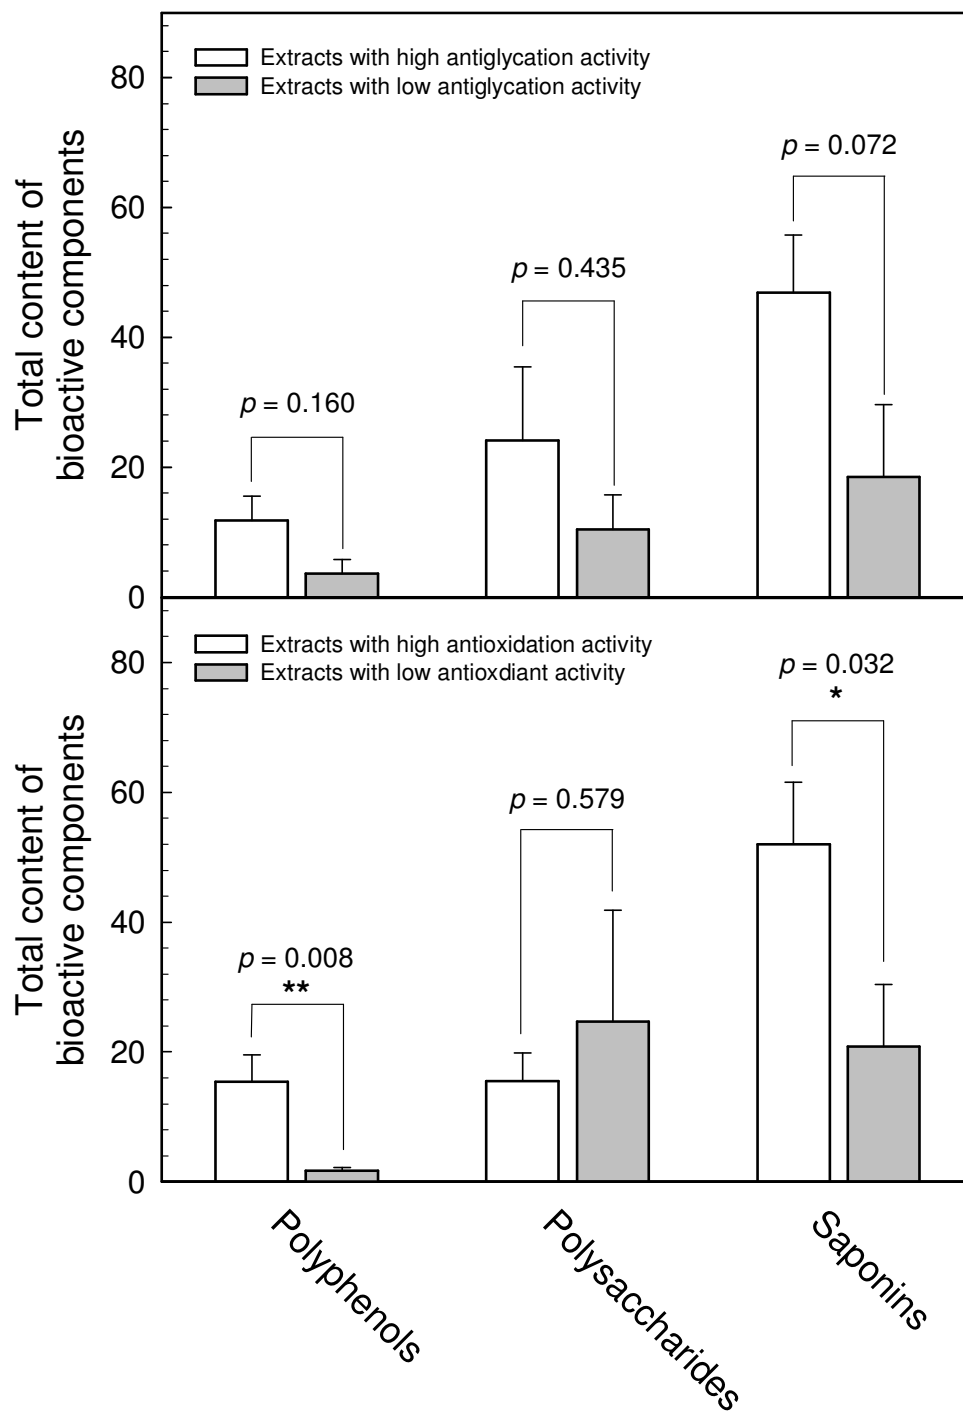 Extracts with high antiglycation activity
Extracts with low antiglycation activity
Total content of
bioactive components
80
60
40
20
0
p = 0.160
p = 0.435
p = 0.072
Extracts with high antioxidation activity
Extracts with low antioxdiant activity
Total content of
bioactive components
80
60
40
20
0
p = 0.008
**
p = 0.579
p = 0.032
*
Polyphenols
Polysaccharides
Saponins